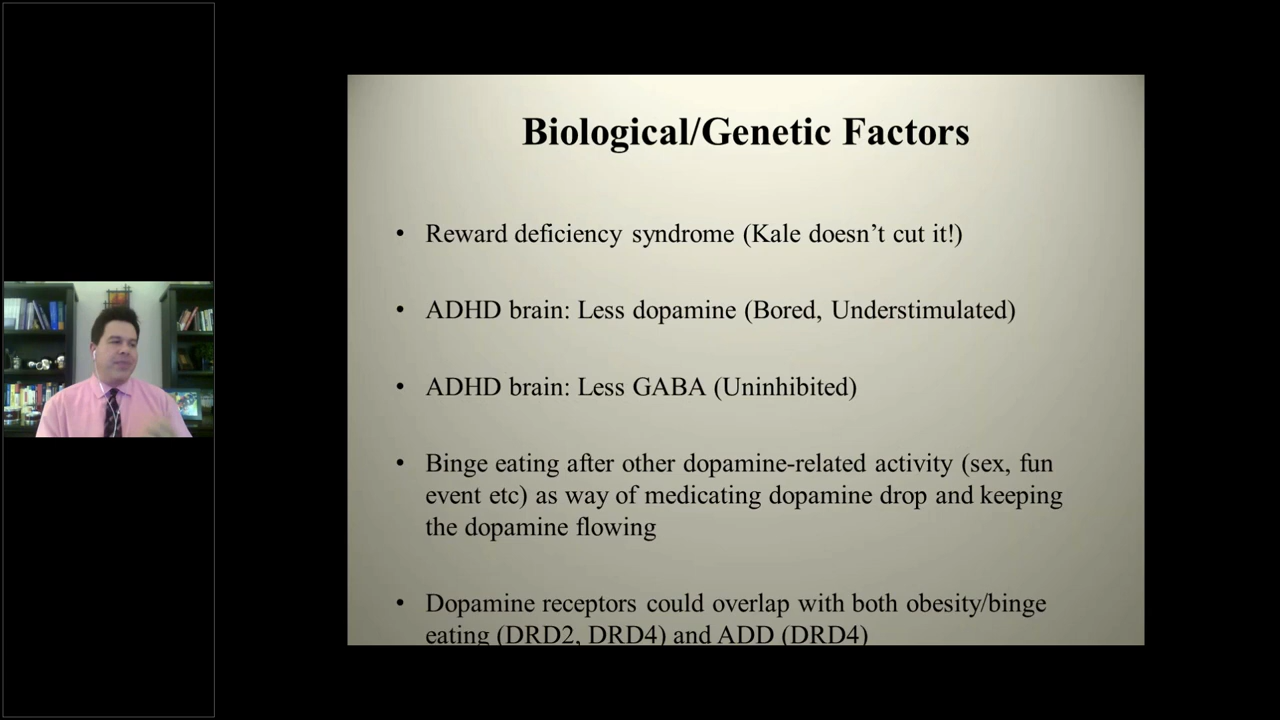 Biological/Genetic Factors
• Reward deficiency syndrome (Kale doesn’t cut it!)
• ADHD brain: Less dopamine (Bored, Understimulated)
• ADHD brain: Less GABA (Uninhibited)
• Binge eating after other dopamine-related activity (sex, fun
event etc) as way of medicating dopamine drop and keeping
the dopamine flowing
• Dopamine receptors could overlap with both obesity/binge
eating (DRD2, DRD4) and ADD (DRD4)